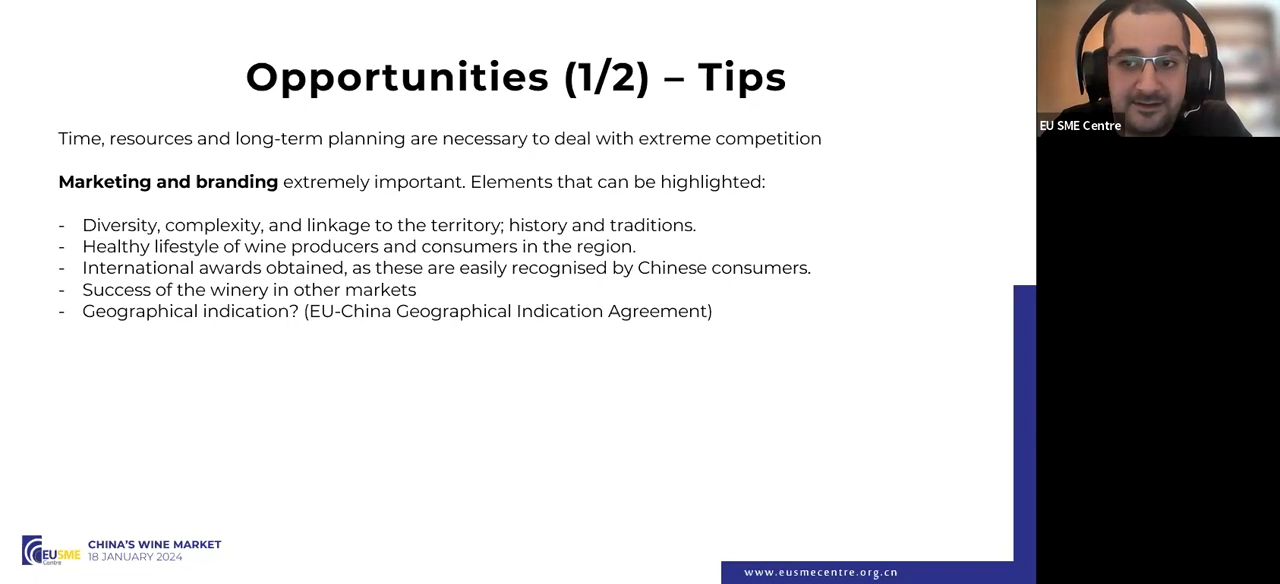 Opportunities (1/2) – Tips
EU SME Centre
Time, resources and long-term planning are necessary to deal with extreme competition
Marketing and branding extremely important. Elements that can be highlighted:
- Diversity, complexity, and linkage to the territory; history and traditions.
- Healthy lifestyle of wine producers and consumers in the region.
- International awards obtained, as these are easily recognised by Chinese consumers.
- Success of the winery in other markets
- Geographical indication? (EU-China Geographical Indication Agreement)
EUSME
Centre
CHINA'S WINE MARKET
18 JANUARY 2024
www.eusmecentre.org.cn